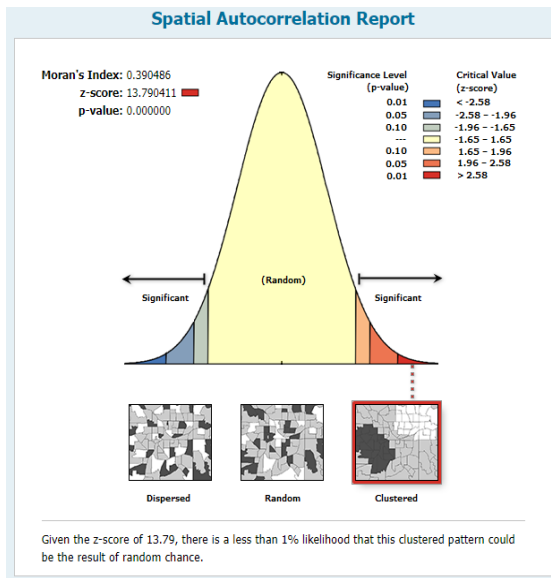 Spatial Autocorrelation Report
Moran's Index: 0.390486
z-score: 13.790411
p-value: 0.000000
Significance Level
(p-value)
Critical Value
(z-score)
0.01 < -2.58
0.05 -2.58 – -1.96
0.10 -1.96 – -1.65
--- -1.65 – 1.65
0.10 1.65 – 1.96
0.05 1.96 – 2.58
0.01 > 2.58
(Random)
Significant
Significant
Dispersed
Random
Clustered
Given the z-score of 13.79, there is a less than 1% likelihood that this clustered pattern could
be the result of random chance.